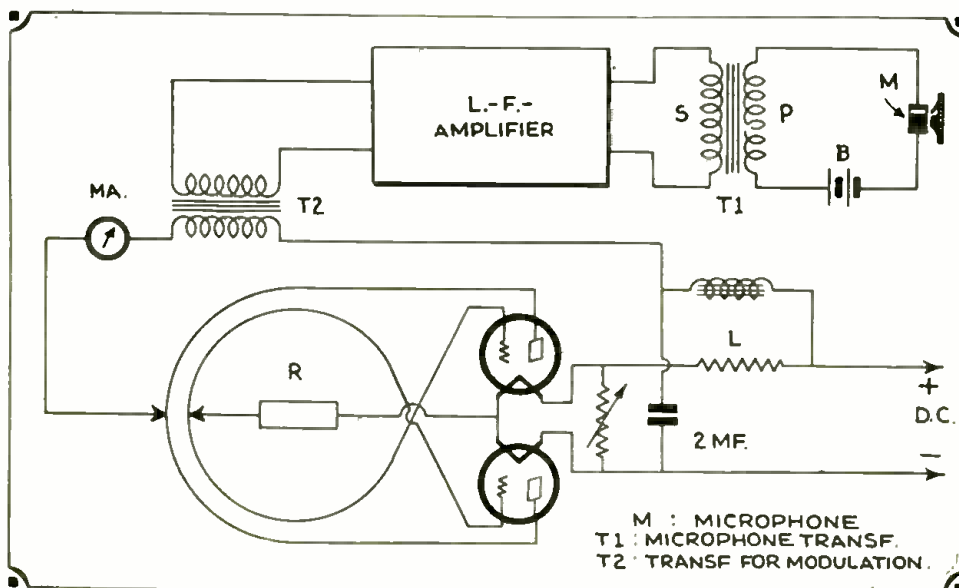 L.-F.-
AMPLIFIER
S
P
M
B
T1
MA.
T2
R
L
+
D.C.
−
2 MF.
M : MICROPHONE
T1 : MICROPHONE TRANSF.
T2 : TRANSF FOR MODULATION.